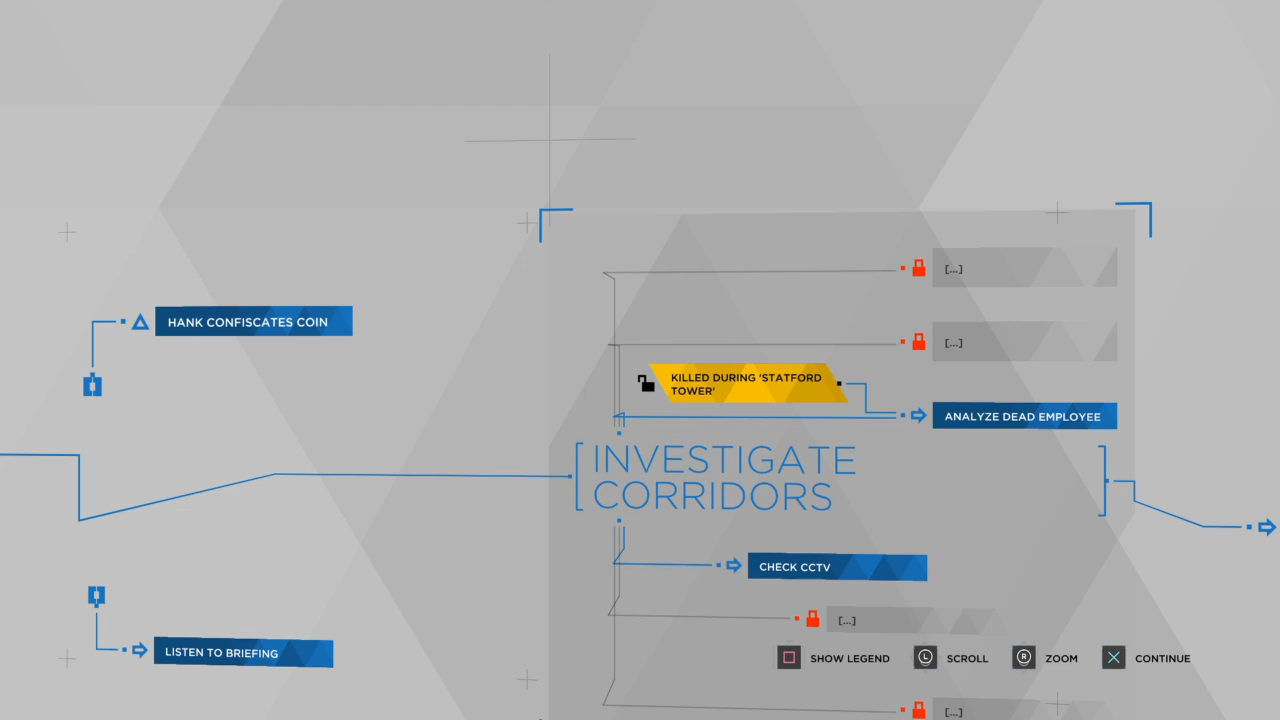 [...]
HANK CONFISCATES COIN
[...]
KILLED DURING 'STATFORD
TOWER'
ANALYZE DEAD EMPLOYEE
INVESTIGATE
CORRIDORS
CHECK CCTV
[...]
LISTEN TO BRIEFING
SHOW LEGEND
L
SCROLL
R
ZOOM
CONTINUE
[...]